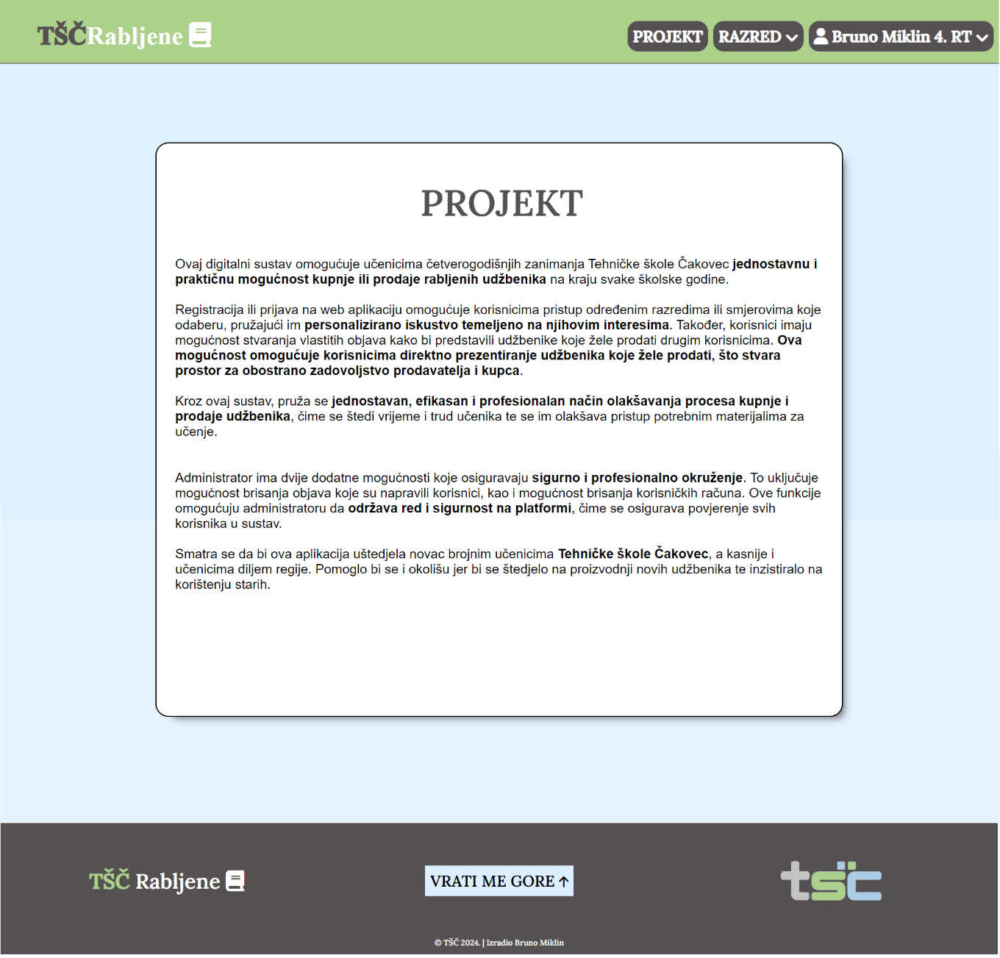 TŠČRabljene
PROJEKT
RAZRED
Bruno Miklin 4. RT
PROJEKT
Ovaj digitalni sustav omogućuje učenicima četverogodišnjih zanimanja Tehničke škole Čakovec jednostavnu i
praktičnu mogućnost kupnje ili prodaje rabljenih udžbenika na kraju svake školske godine.
Registracija ili prijava na web aplikaciju omogućuje korisnicima pristup određenim razredima ili smjerovima koje
odaberu, pružajući im personalizirano iskustvo temeljeno na njihovim interesima. Također, korisnici imaju
mogućnost stvaranja vlastitih objava kako bi predstavili udžbenike koje žele prodati drugim korisnicima. Ova
mogućnost omogućuje korisnicima direktno prezentiranje udžbenika koje žele prodati, što stvara
prostor za obostrano zadovoljstvo prodavatelja i kupca.
Kroz ovaj sustav, pruža se jednostavan, efikasan i profesionalan način olakšavanja procesa kupnje i
prodaje udžbenika, čime se štedi vrijeme i trud učenika te se im olakšava pristup potrebnim materijalima za
učenje.
Administrator ima dvije dodatne mogućnosti koje osiguravaju sigurno i profesionalno okruženje. To uključuje
mogućnost brisanja objava koje su napravili korisnici, kao i mogućnost brisanja korisničkih računa. Ove funkcije
omogućuju administratoru da održava red i sigurnost na platformi, čime se osigurava povjerenje svih
korisnika u sustav.
Smatra se da bi ova aplikacija uštedjela novac brojnim učenicima Tehničke škole Čakovec, a kasnije i
učenicima diljem regije. Pomoglo bi se i okolišu jer bi se štedjelo na proizvodnji novih udžbenika te inzistiralo na
korištenju starih.
TŠČ Rabljene
VRATI ME GORE ↑
tsc
© TŠČ 2024. | Izradio Bruno Miklin